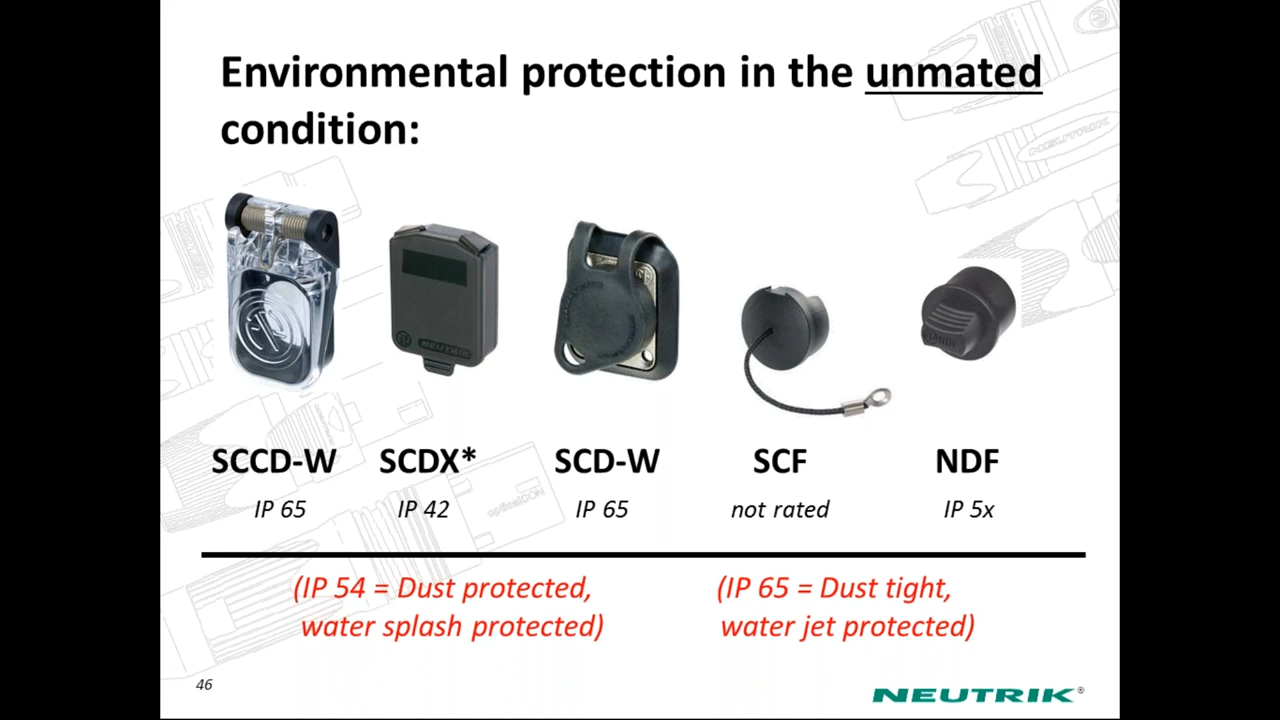 Environmental protection in the unmated
condition:
NEUTRIK
SCCD-W SCDX* SCD-W SCF NDF
IP 65 IP 42 IP 65 not rated IP 5x
(IP 54 = Dust protected, (IP 65 = Dust tight,
water splash protected) water jet protected)
46
NEUTRIK®